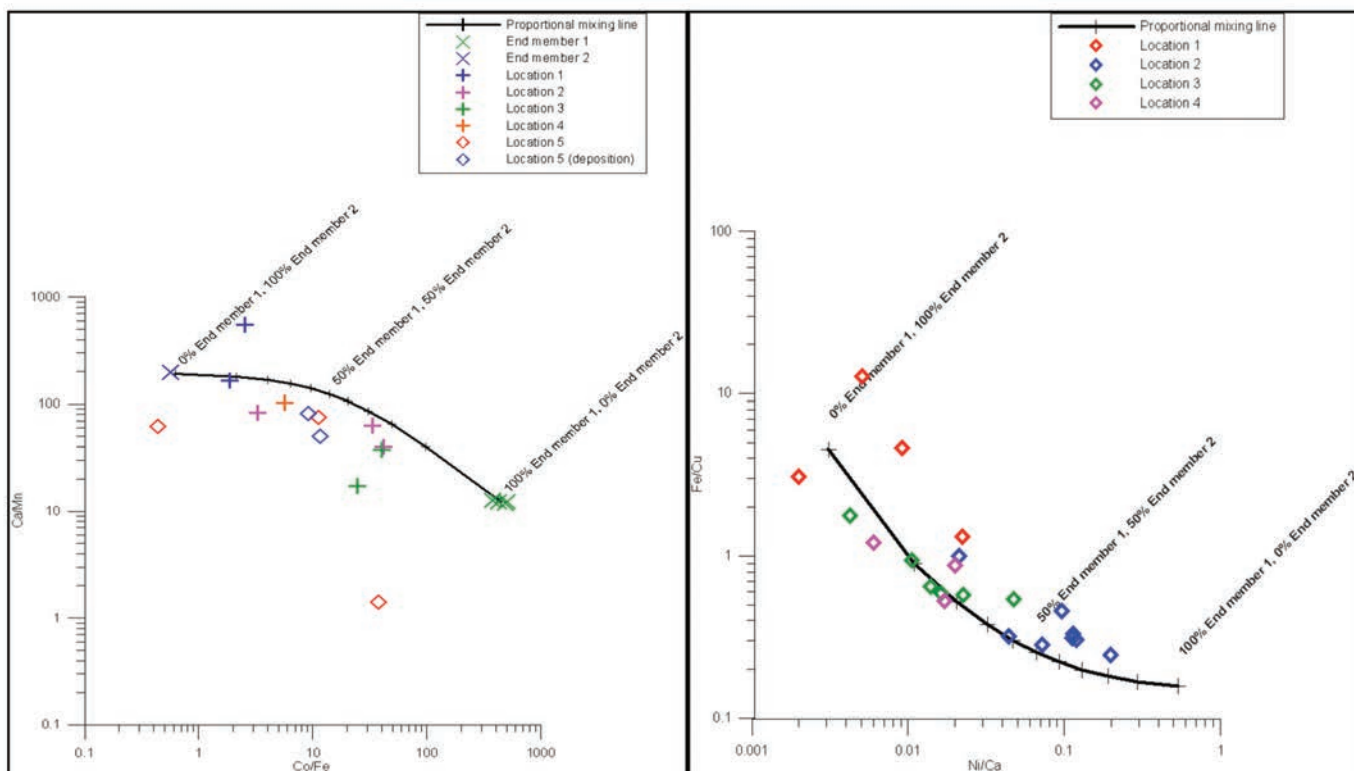 Proportional mixing line
End member 1
End member 2
Location 1
Location 2
Location 3
Location 4
Location 5
Location 5 (deposition)
0% End member 1, 100% End member 2
50% End member 1, 50% End member 2
100% End member 1, 0% End member 2
1000
100
10
1
0.1
Ca/Mn
0.1
1
10
100
1000
Co/Fe
Proportional mixing line
Location 1
Location 2
Location 3
Location 4
0% End member 1, 100% End member 2
50% End member 1, 50% End member 2
100% End member 1, 0% End member 2
100
10
1
0.1
Fe/Cu
0.001
0.01
0.1
1
Ni/Ca